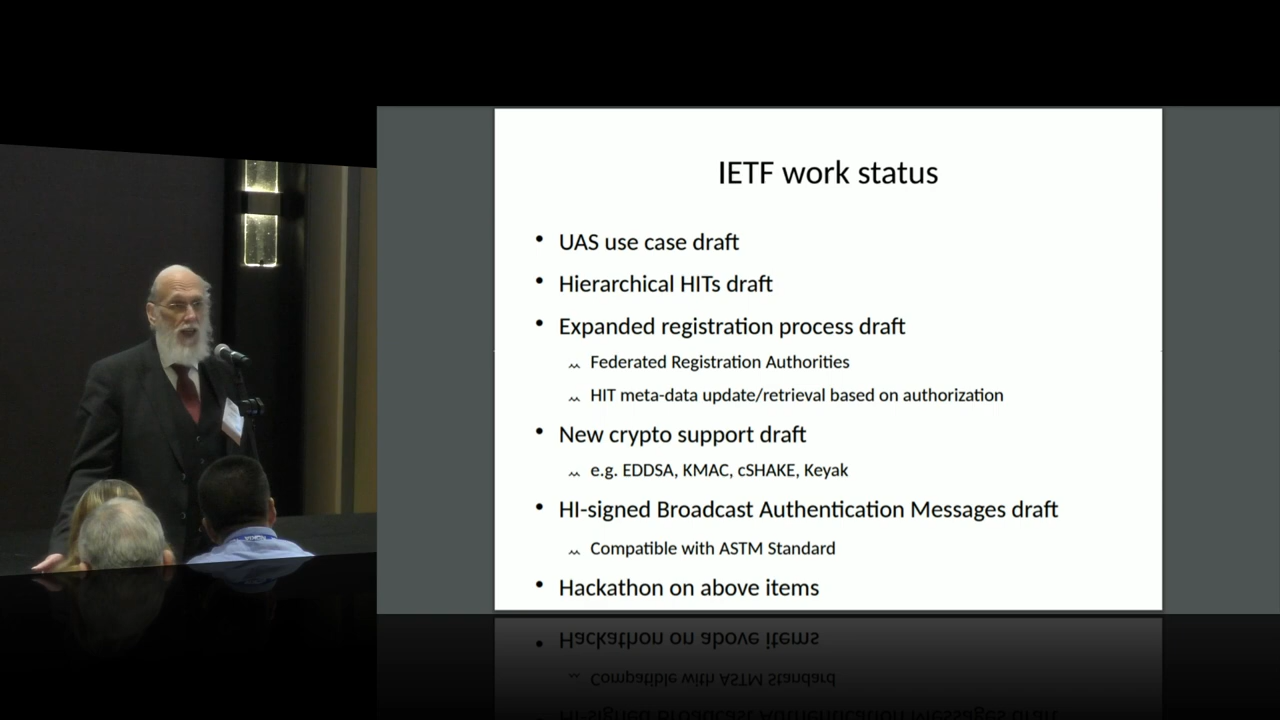 IETF work status
• UAS use case draft
• Hierarchical HITs draft
• Expanded registration process draft
Federated Registration Authorities
HIT meta-data update/retrieval based on authorization
• New crypto support draft
e.g. EDDSA, KMAC, cSHAKE, Keyak
• HI-signed Broadcast Authentication Messages draft
Compatible with ASTM Standard
• Hackathon on above items